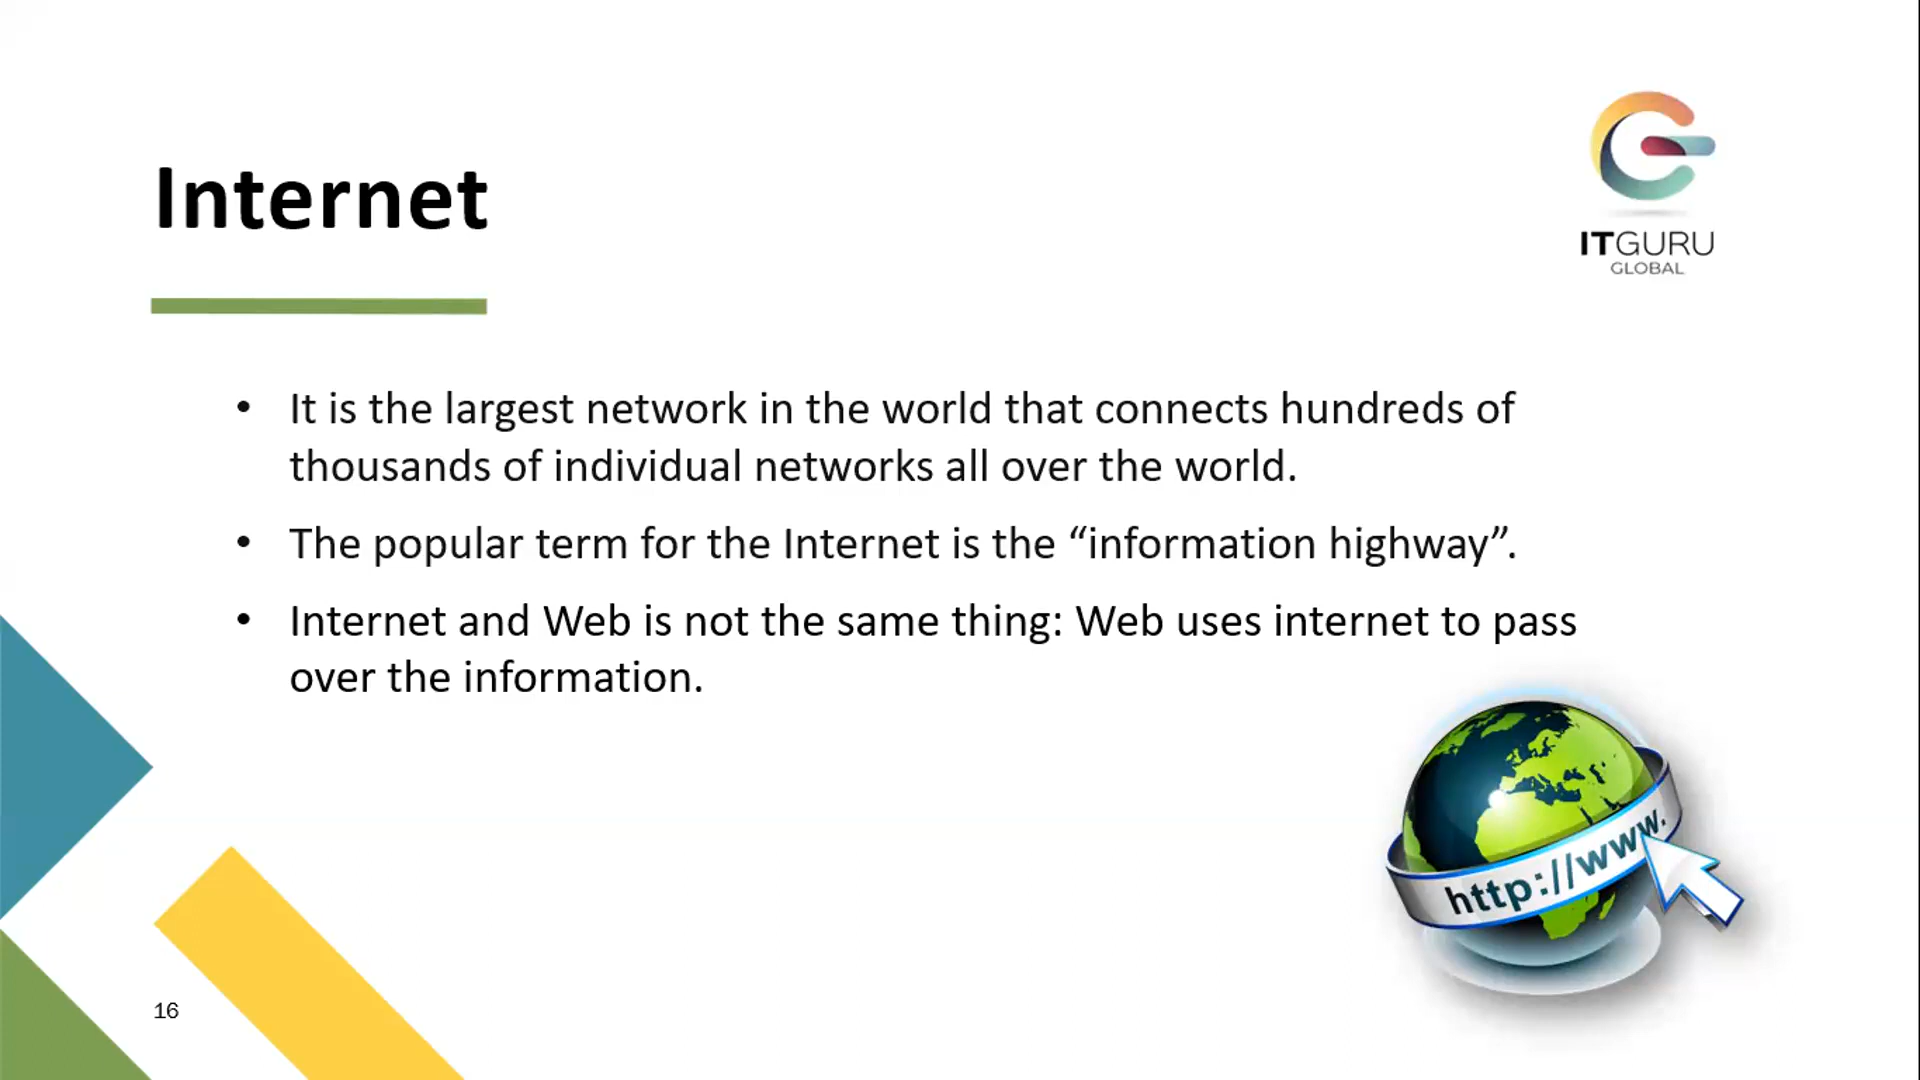 Internet
ITGURU
GLOBAL
• It is the largest network in the world that connects hundreds of
thousands of individual networks all over the world.
• The popular term for the Internet is the “information highway”.
• Internet and Web is not the same thing: Web uses internet to pass
over the information.
http://www.
16